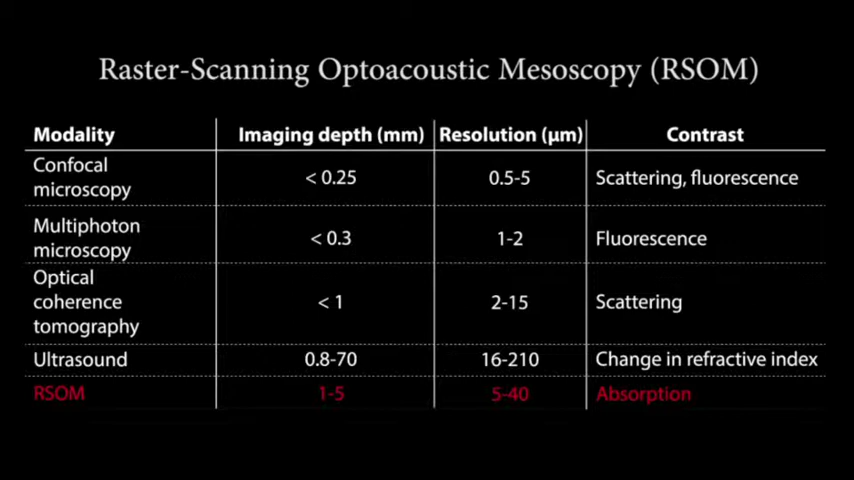 Raster-Scanning Optoacoustic Mesoscopy (RSOM)
Modality Imaging depth (mm) Resolution (µm) Contrast
Confocal
microscopy < 0.25 0.5-5 Scattering, fluorescence
Multiphoton
microscopy < 0.3 1-2 Fluorescence
Optical
coherence < 1 2-15 Scattering
tomography
Ultrasound 0.8-70 16-210 Change in refractive index
RSOM 1-5 5-40 Absorption